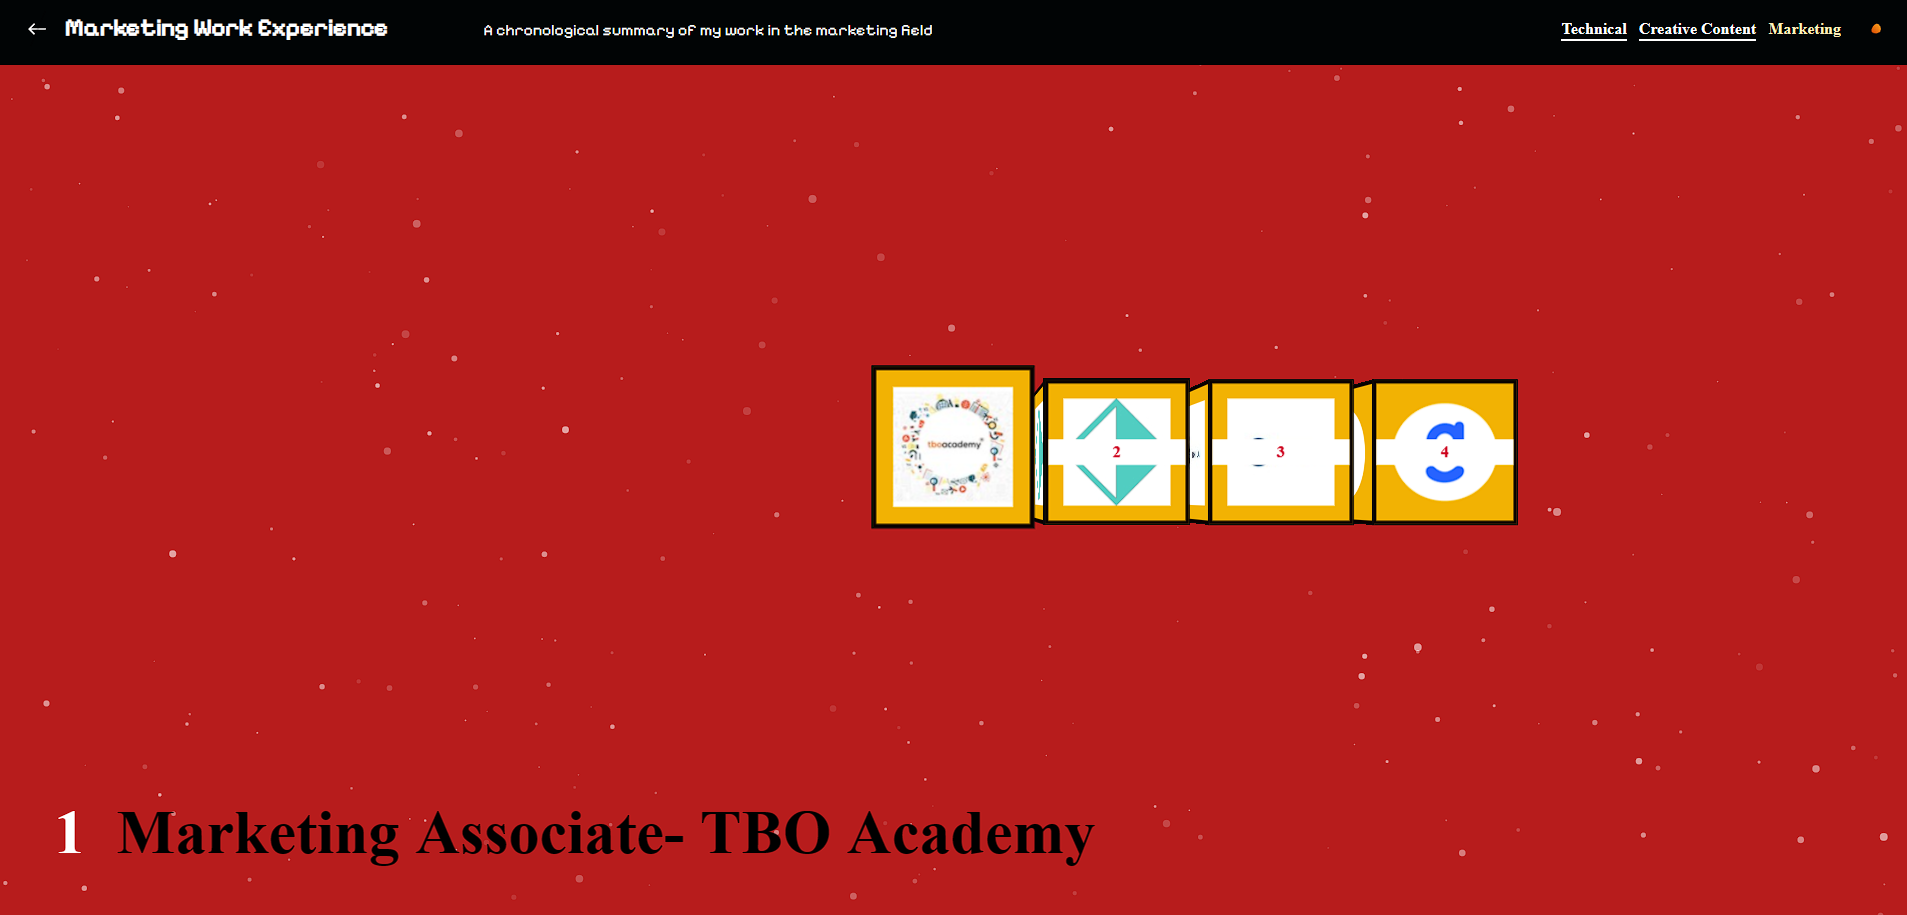 Marketing Work Experience
A chronological summary of my work in the marketing field
Technical Creative Content Marketing
tboacademy
2
3
4
1 Marketing Associate- TBO Academy